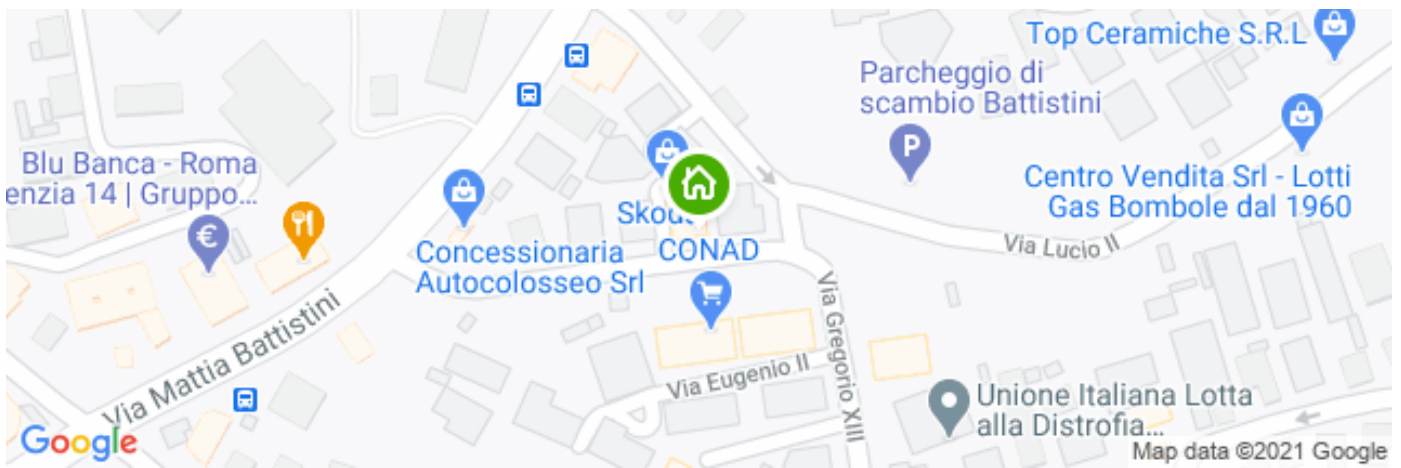 Top Ceramiche S.R.L
Parcheggio di
scambio Battistini
P
Blu Banca - Roma
enzia 14 | Gruppo...
€
Centro Vendita Srl - Lotti
Gas Bombole dal 1960
Concessionaria
Autocolosseo Srl
CONAD
Via Lucio II
Via Mattia Battistini
Via Gregorio XIII
Via Eugenio II
Unione Italiana Lotta
alla Distrofia...
Google
Map data ©2021 Google